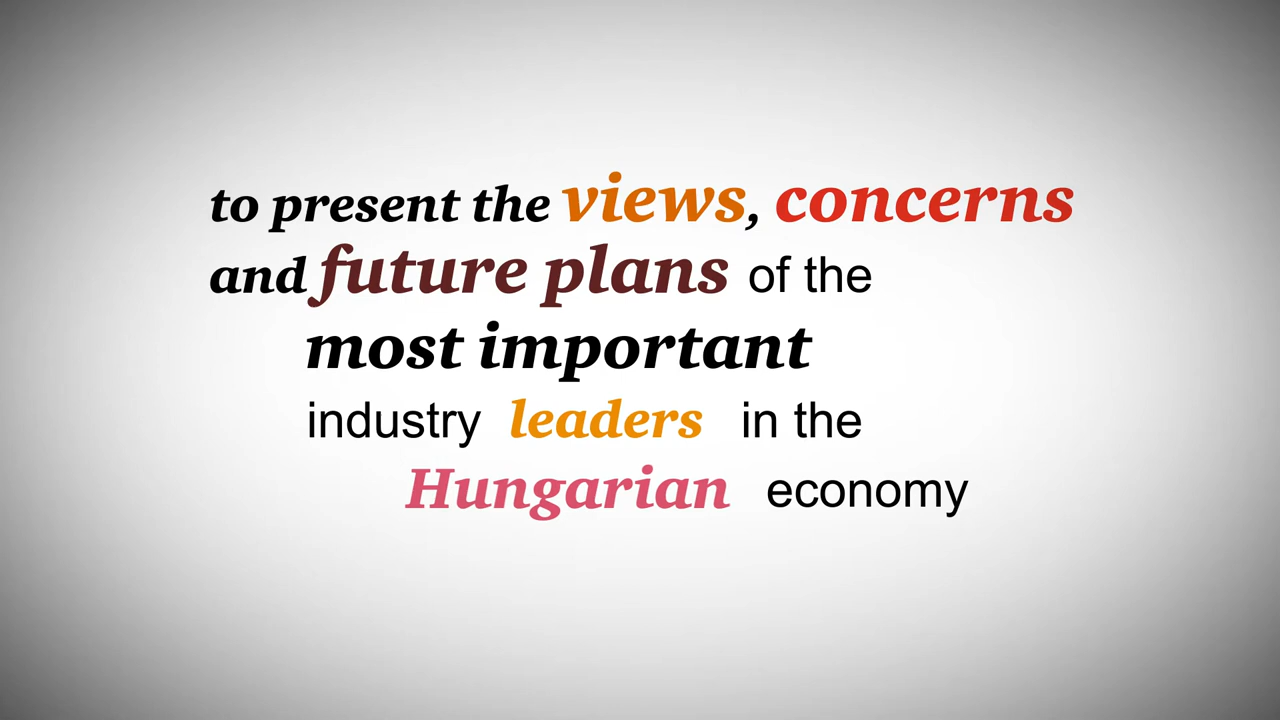 to present the views, concerns
and future plans of the
most important
industry leaders in the
Hungarian economy